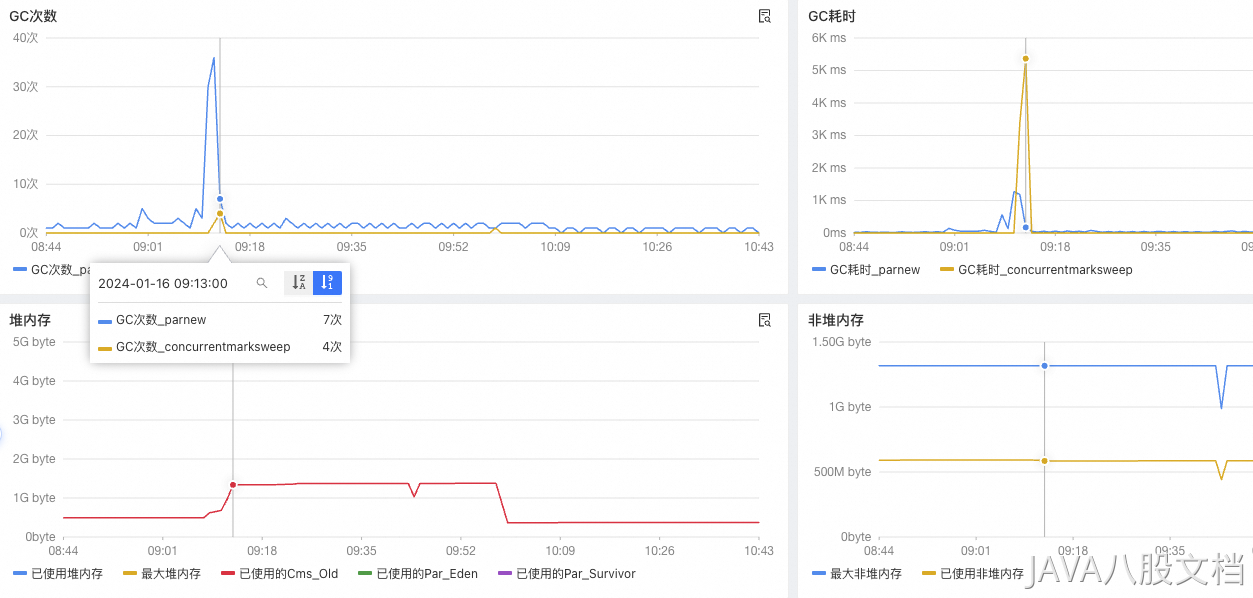 GC次数
40次
30次
20次
10次
0次
08:44 09:01 09:18 09:35 09:52 10:09 10:26 10:43
GC次数_pa
GC耗时
6K ms
5K ms
4K ms
3K ms
2K ms
1K ms
0ms
08:44 09:01 09:18 09:35 09
GC耗时_parnew GC耗时_concurrentmarksweep
2024-01-16 09:13:00
GC次数_parnew 7次
GC次数_concurrentmarksweep 4次
堆内存
5G byte
4G byte
3G byte
2G byte
1G byte
0byte
08:44 09:01 09:18 09:35 09:52 10:09 10:26 10:43
已使用堆内存 最大堆内存 已使用的Cms_Old 已使用的Par_Eden 已使用的Par_Survivor
非堆内存
1.50G byte
1G byte
500M byte
0byte
08:44 09:01 09:18 09:35
最大非堆内存 已使用非堆内存
JAVA八股文档